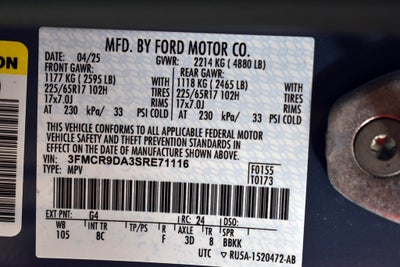 MFD. BY FORD MOTOR CO.
DATE: 04/25 GVWR: 2214 KG (4880 LB)
FRONT GAWR: REAR GAWR:
1177 KG (2595 LB) 1118 KG (2465 LB)
225/65R17 102H TIRES 225/65R17 102H
17x7.0J RIMS 17x7.0J
AT 230 kPa/ 33 PSI COLD AT 230 kPa/ 33 PSI COLD
THIS VEHICLE CONFORMS TO ALL APPLICABLE FEDERAL MOTOR
VEHICLE SAFETY AND THEFT PREVENTION STANDARDS IN
EFFECT ON THE DATE OF MANUFACTURE SHOWN ABOVE.
VIN: 3FMCR9DA3SRE71116
TYPE: MPV
F0155
T0173
EXT PNT: G4 RC: 24 DSO:
WB INT TR TP/PS R AXLE TR SPR
105 8C F 3D 8 BBKK
UTC RU5A-1520472-AB